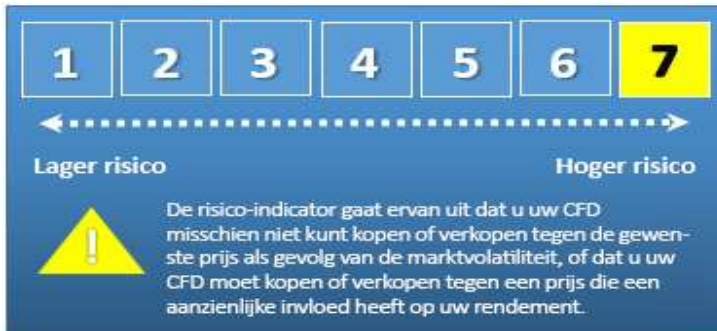 1 2 3 4 5 6 7
Lager risico Hoger risico
!
De risico-indicator gaat ervan uit dat u uw CFD
misschien niet kunt kopen of verkopen tegen de gewen-
ste prijs als gevolg van de marktvolatiliteit, of dat u uw
CFD moet kopen of verkopen tegen een prijs die een
aanzienlijke invloed heeft op uw rendement.